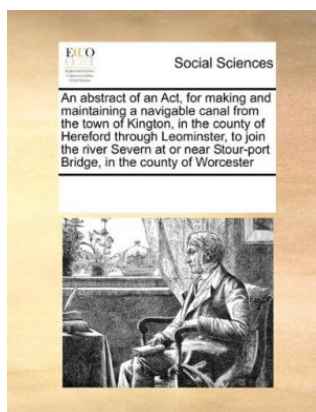 ECCO
Social Sciences
An abstract of an Act, for making and
maintaining a navigable canal from
the town of Kington, in the county of
Hereford through Leominster, to join
the river Severn at or near Stour-port
Bridge, in the county of Worcester